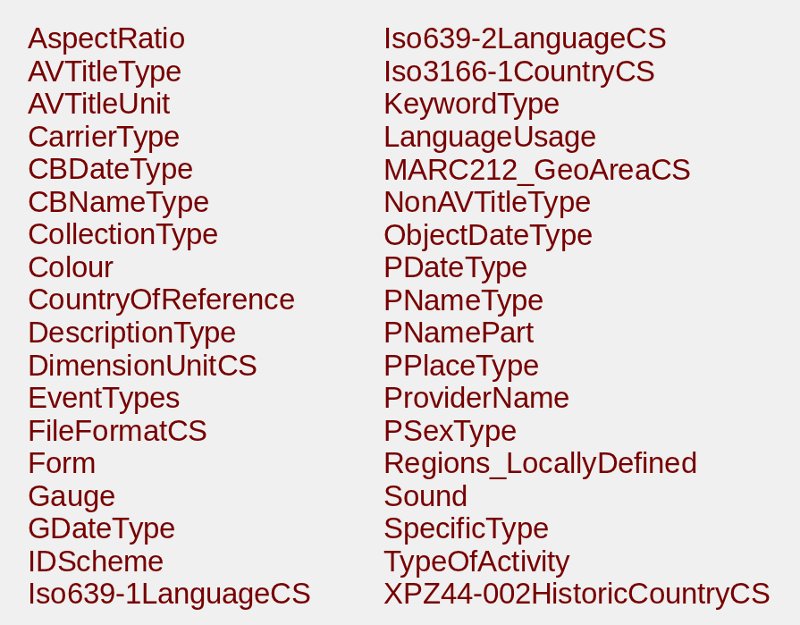 AspectRatio
AVTitleType
AVTitleUnit
CarrierType
CBDateType
CBNameType
CollectionType
Colour
CountryOfReference
DescriptionType
DimensionUnitCS
EventTypes
FileFormatCS
Form
Gauge
GDateType
IDScheme
Iso639-1LanguageCS
Iso639-2LanguageCS
Iso3166-1CountryCS
KeywordType
LanguageUsage
MARC212_GeoAreaCS
NonAVTitleType
ObjectDateType
PDateType
PNameType
PNamePart
PPlaceType
ProviderName
PSexType
Regions_LocallyDefined
Sound
SpecificType
TypeOfActivity
XPZ44-002HistoricCountryCS